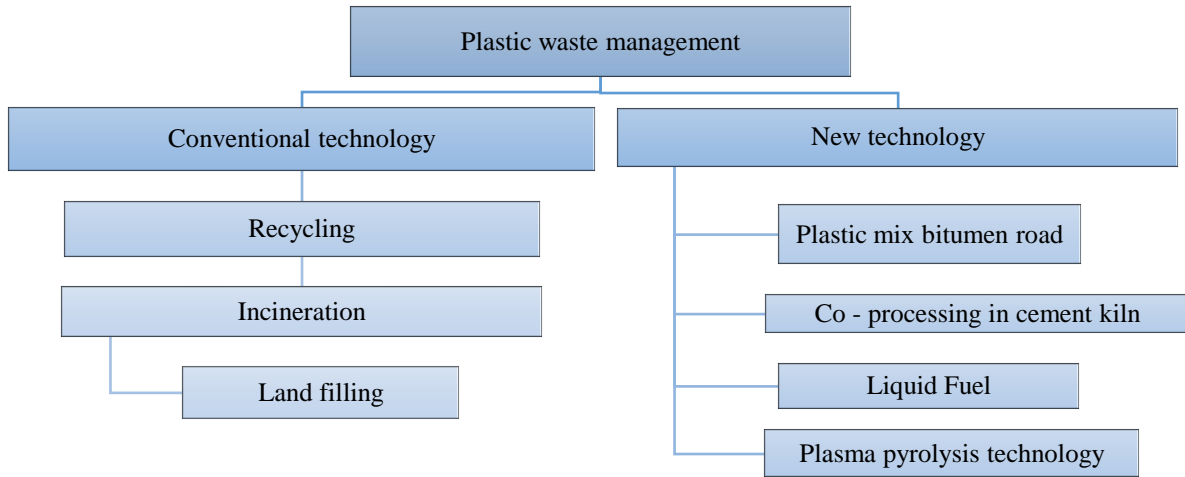 Plastic waste management
Conventional technology
New technology
Recycling
Incineration
Land filling
Plastic mix bitumen road
Co - processing in cement kiln
Liquid Fuel
Plasma pyrolysis technology